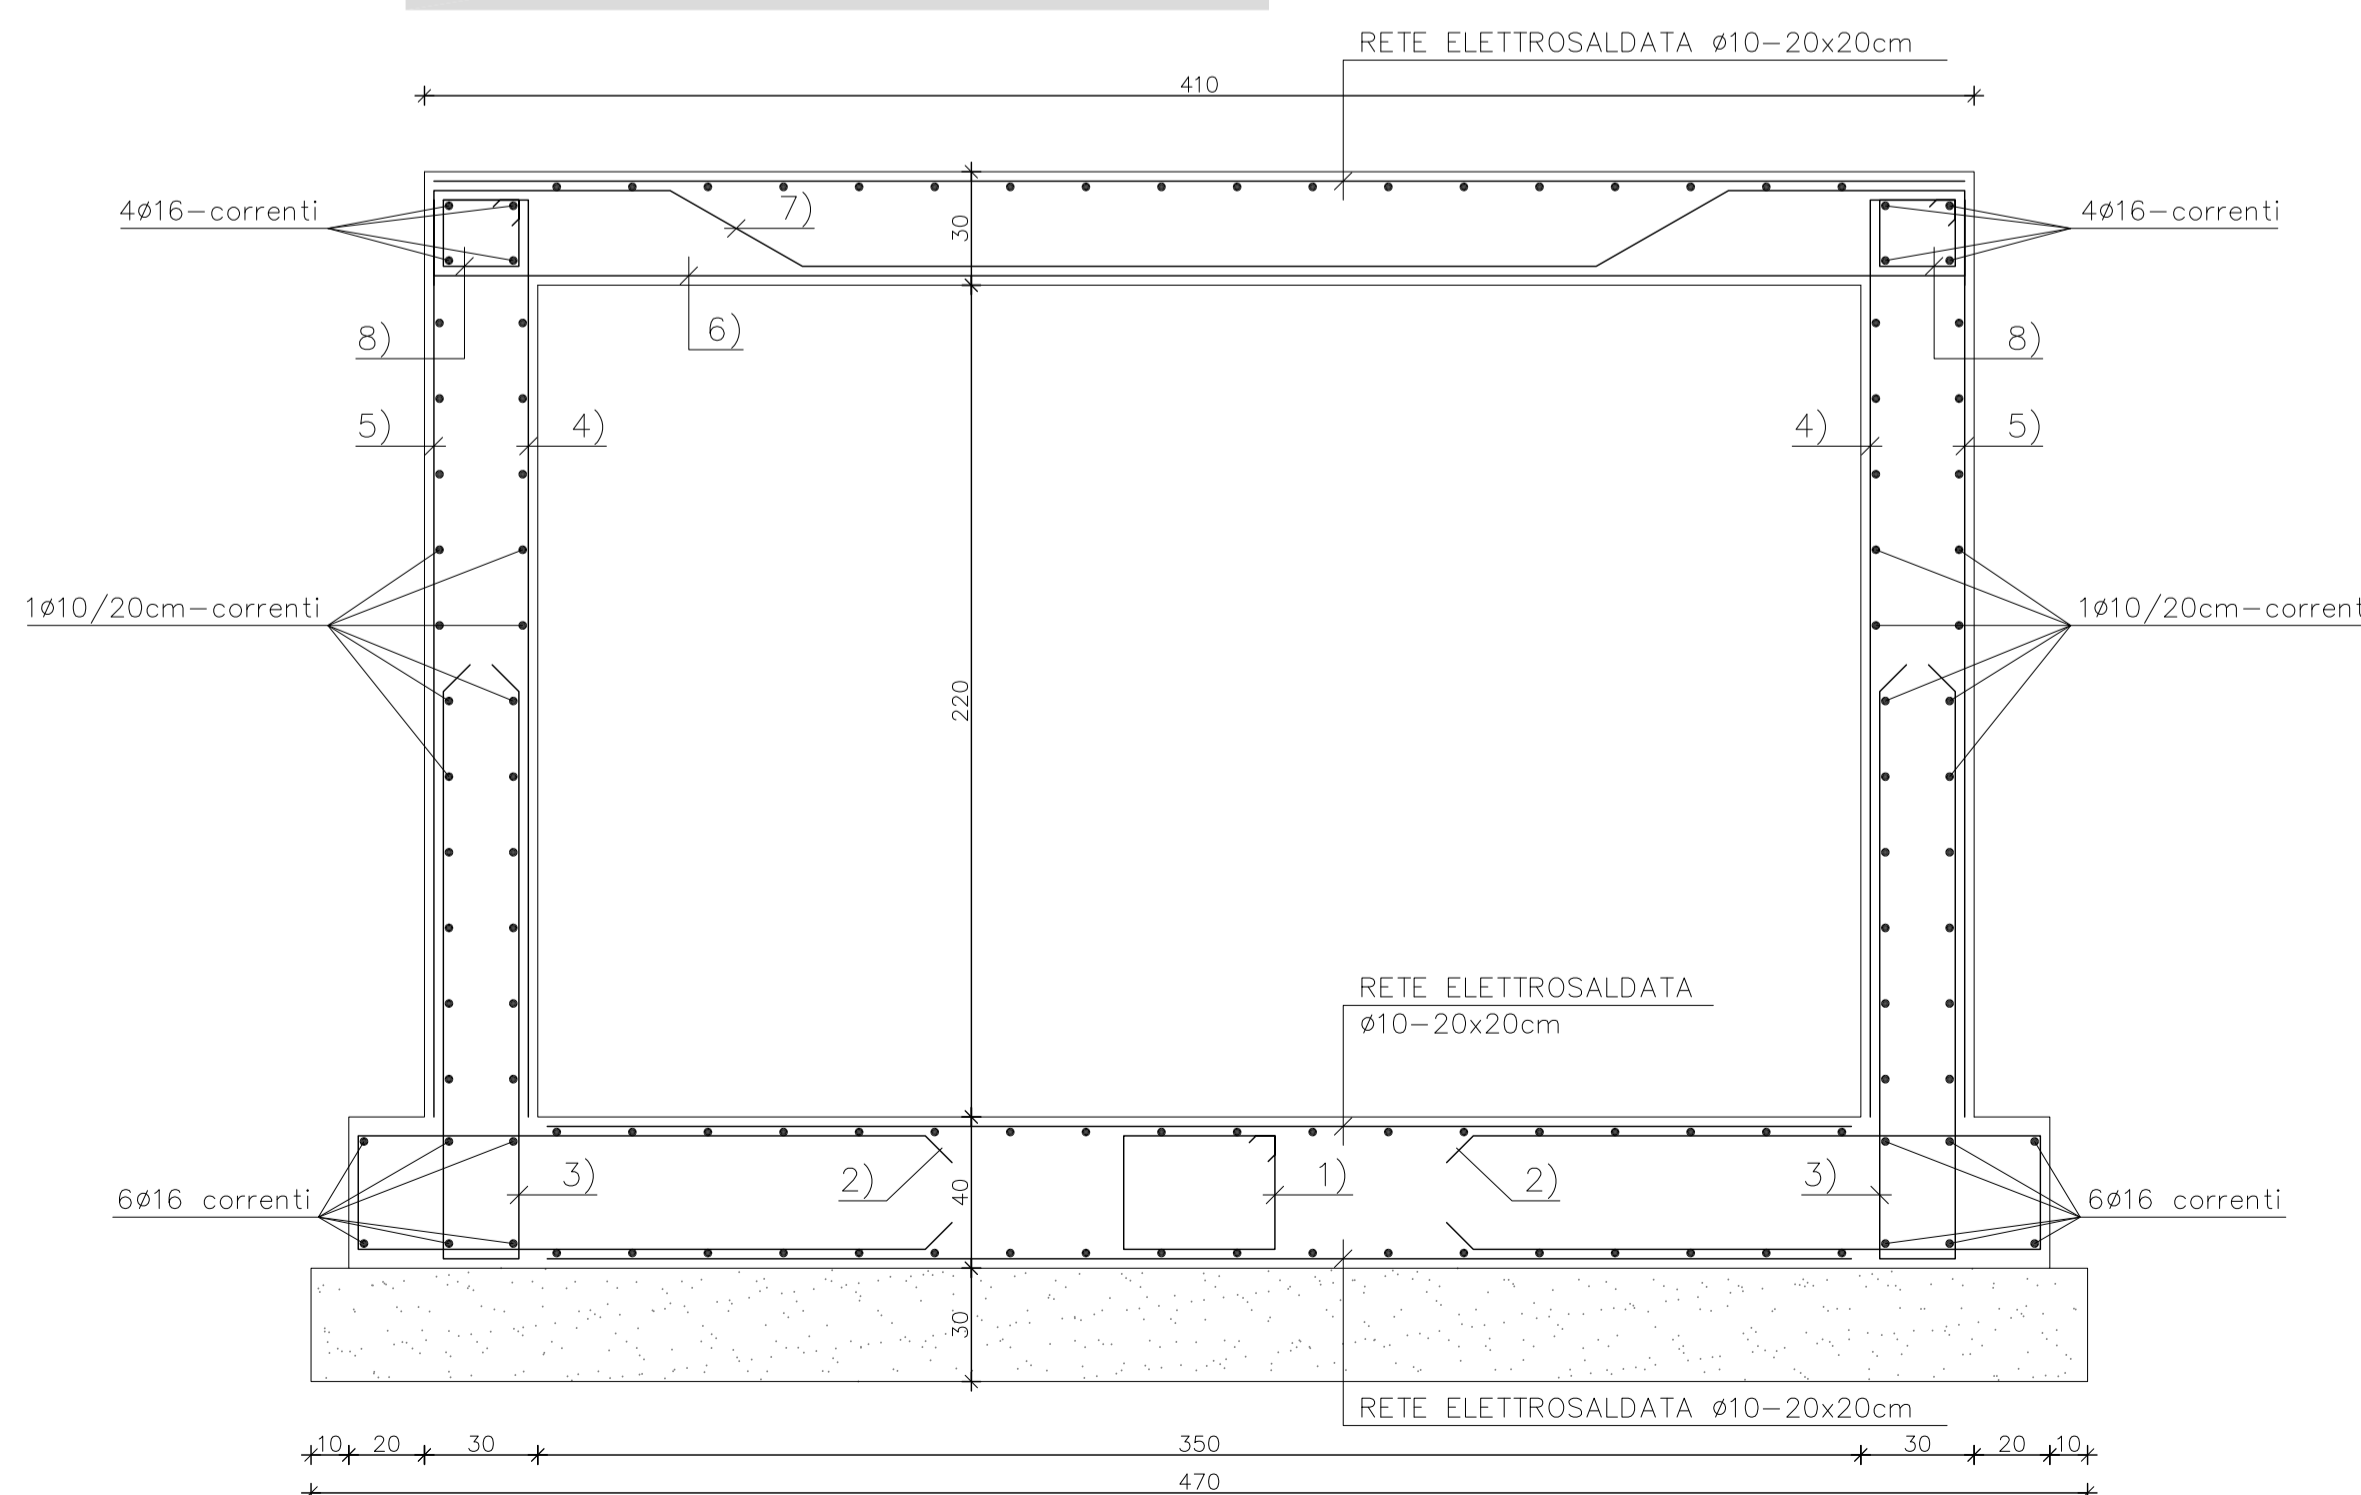 RETE ELETTROSALDATA ø10-20x20cm
410
4ø16-correnti
7)
30
4ø16-correnti
8)
6)
8)
5)
4)
4)
5)
1ø10/20cm-correnti
1ø10/20cm-corrent
220
RETE ELETTROSALDATA
ø10-20x20cm
3)
2)
40
1)
2)
3)
6ø16 correnti
6ø16 correnti
30
RETE ELETTROSALDATA ø10-20x20cm
10 20 30 350 30 20 10
470